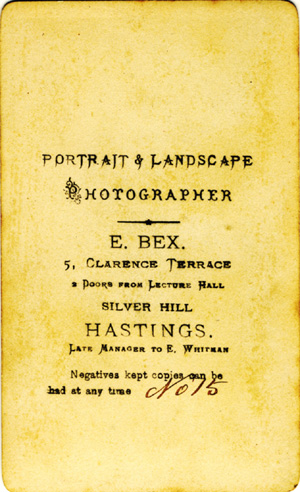 PORTRAIT & LANDSCAPE
PHOTOGRAPHER
E. BEX.
5, CLARENCE TERRACE
2 DOORS FROM LECTURE HALL
SILVER HILL
HASTINGS.
LATE MANAGER TO E. WHITMAN
Negatives kept copies can be
had at any time No 15